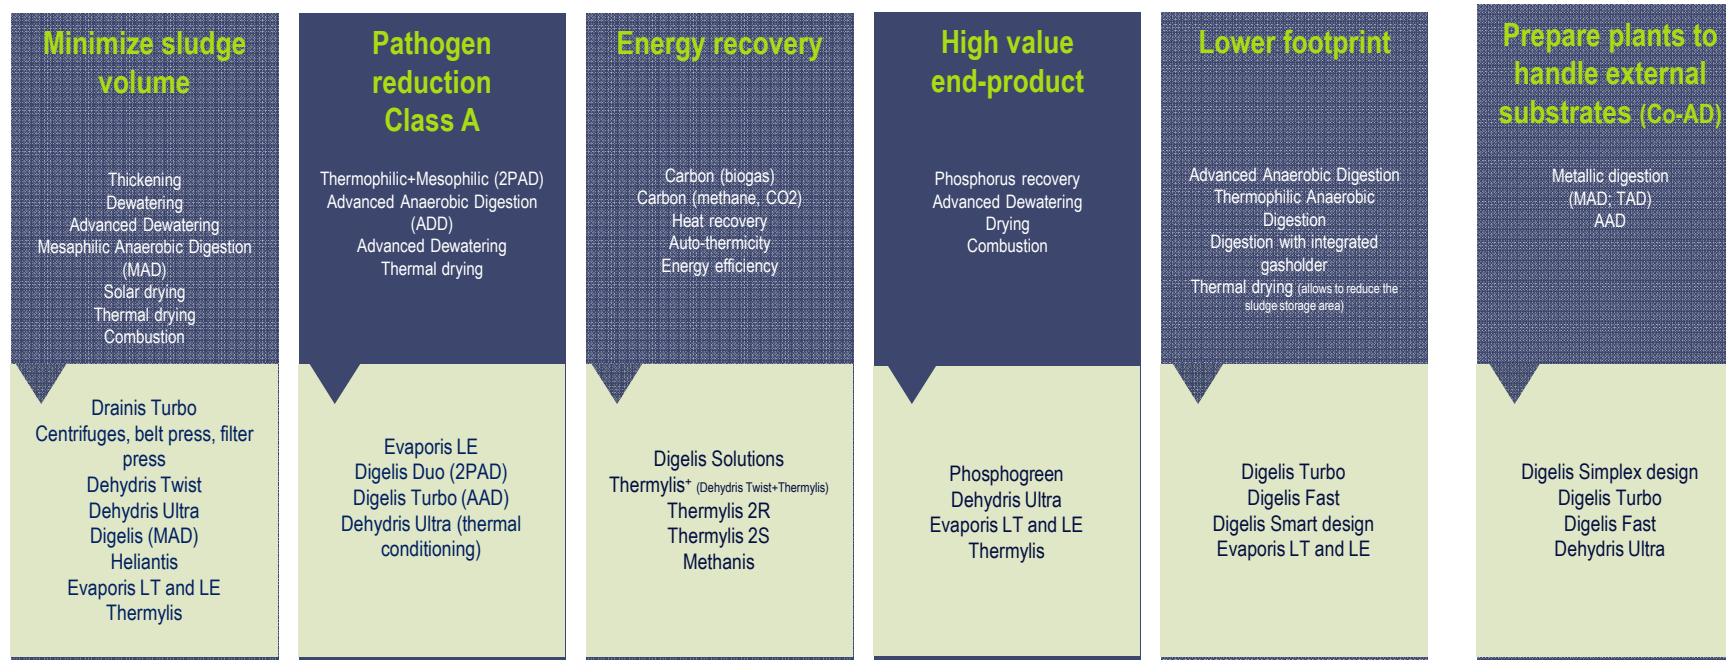 Minimize sludge
volume
Thickening
Dewatering
Advanced Dewatering
Mesaphilic Anaerobic Digestion
(MAD)
Solar drying
Thermal drying
Combustion
Drainis Turbo
Centrifuges, belt press, filter
press
Dehydris Twist
Dehydris Ultra
Digelis (MAD)
Heliantis
Evaporis LT and LE
Thermylis
Pathogen
reduction
Class A
Thermophilic+Mesophilic (2PAD)
Advanced Anaerobic Digestion
(ADD)
Advanced Dewatering
Thermal drying
Evaporis LE
Digelis Duo (2PAD)
Digelis Turbo (AAD)
Dehydris Ultra (thermal
conditioning)
Energy recovery
Carbon (biogas)
Carbon (methane, CO2)
Heat recovery
Auto-thermicity
Energy efficiency
Digelis Solutions
Thermylis⁺ (Dehydris Twist+Thermylis)
Thermylis 2R
Thermylis 2S
Methanis
High value
end-product
Phosphorus recovery
Advanced Dewatering
Drying
Combustion
Phosphogreen
Dehydris Ultra
Evaporis LT and LE
Thermylis
Lower footprint
Advanced Anaerobic Digestion
Thermophilic Anaerobic
Digestion
Digestion with integrated
gasholder
Thermal drying (allows to reduce the
sludge storage area)
Digelis Turbo
Digelis Fast
Digelis Smart design
Evaporis LT and LE
Prepare plants to
handle external
substrates (Co-AD)
Metallic digestion
(MAD; TAD)
AAD
Digelis Simplex design
Digelis Turbo
Digelis Fast
Dehydris Ultra